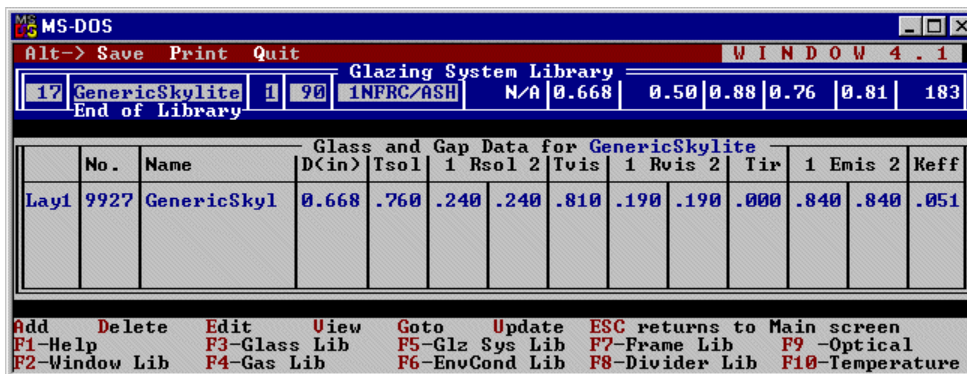 MS-DOS
Alt-> Save Print Quit WINDOW 4.1
Glazing System Library
17 GenericSkylite 1 90 1NFRC/ASH N/A 0.668 0.50 0.88 0.76 0.81 183
End of Library
Glass and Gap Data for GenericSkylite
No. Name D(in) Tsol 1 Rsol 2 Tvis 1 Rvis 2 Tir 1 Emis 2 Keff
Lay1 9927 GenericSkyl 0.668 .760 .240 .240 .810 .190 .190 .000 .840 .840 .051
Add Delete Edit View Goto Update ESC returns to Main screen
F1-Help F3-Glass Lib F5-Glz Sys Lib F7-Frame Lib F9 -Optical
F2-Window Lib F4-Gas Lib F6-EnvCond Lib F8-Divider Lib F10-Temperature